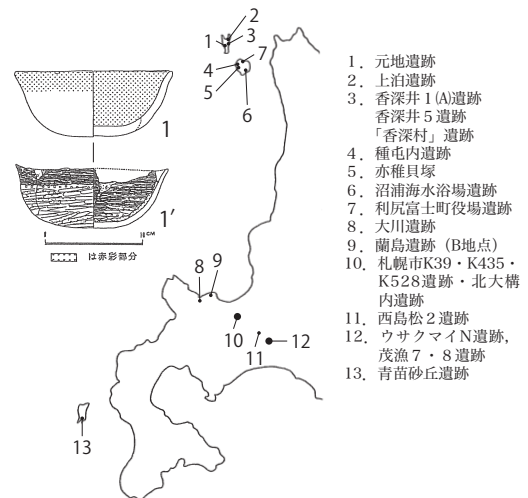 2
1
3
7
4
5
6
1
1′
10 cm
は赤彩部分
8
9
10
11
12
13
1．元地遺跡
2．上泊遺跡
3．香深井１(A)遺跡
香深井５遺跡
「香深村」遺跡
4．種屯内遺跡
5．亦稚貝塚
6．沼浦海水浴場遺跡
7．利尻富士町役場遺跡
8．大川遺跡
9．蘭島遺跡（B地点）
10．札幌市K39・K435・
K528遺跡・北大構
内遺跡
11．西島松２遺跡
12．ウサクマイN遺跡，
茂漁７・８遺跡
13．青苗砂丘遺跡